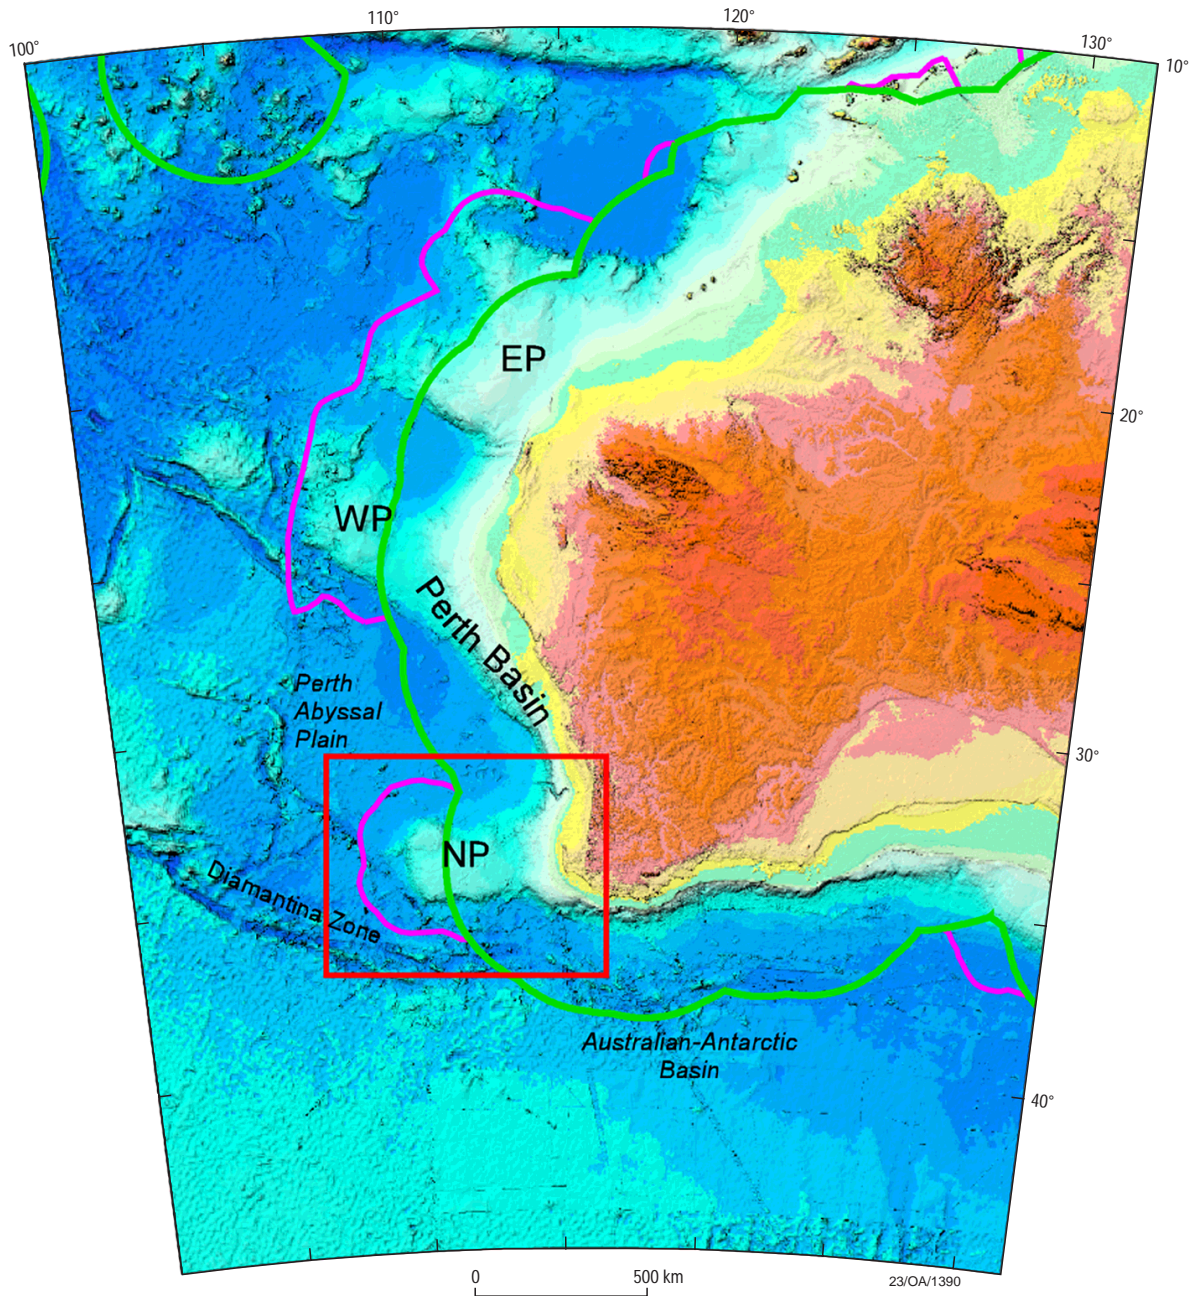 100°
110°
120°
130°
10°
EP
20°
WP
Perth Basin
Perth
Abyssal
Plain
30°
NP
Diamantina Zone
Australian-Antarctic
Basin
40°
0
500 km
23/OA/1390